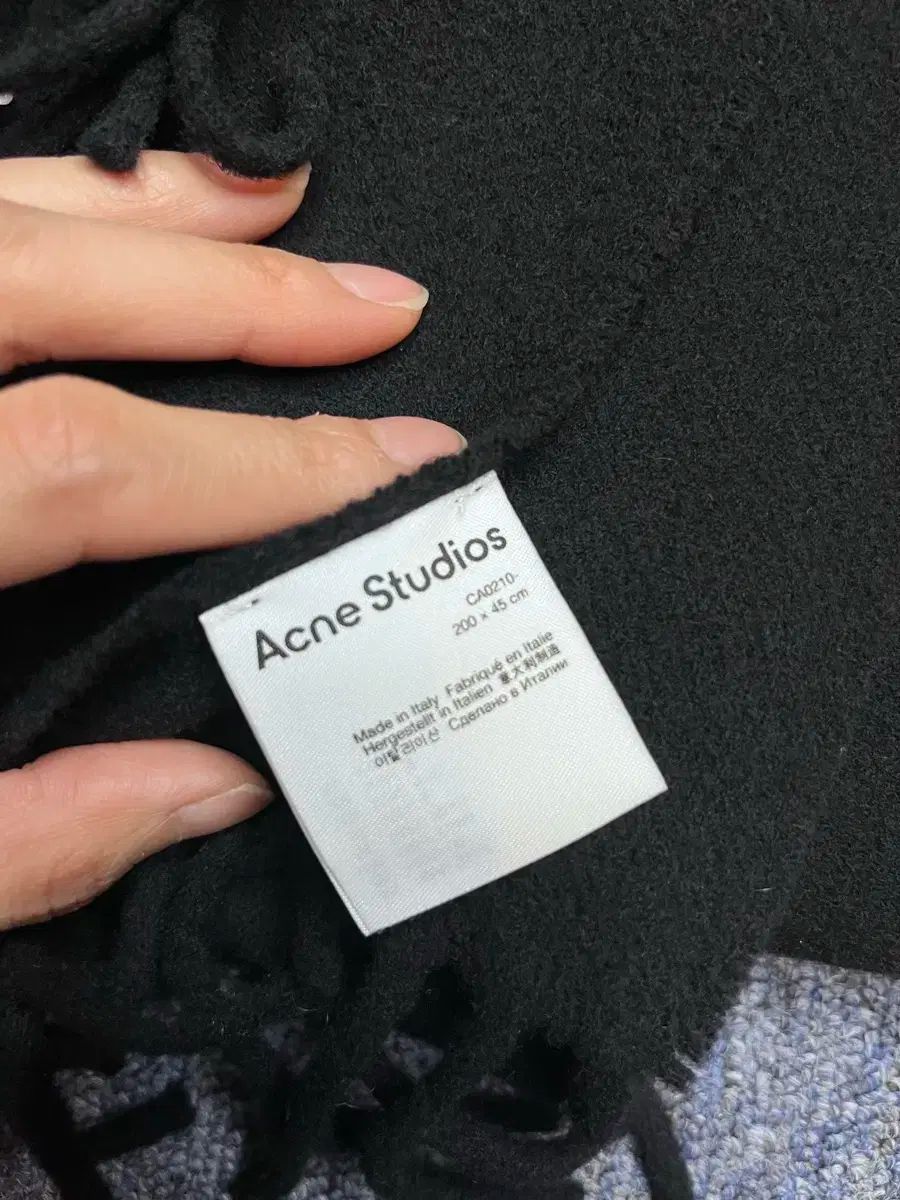 Acne Studios
CA0210-
200 x 45 cm
Made in Italy Fabriqué en Italie
Hergestellt in Italien 意大利制造
이탈리아산 Сделано в Италии